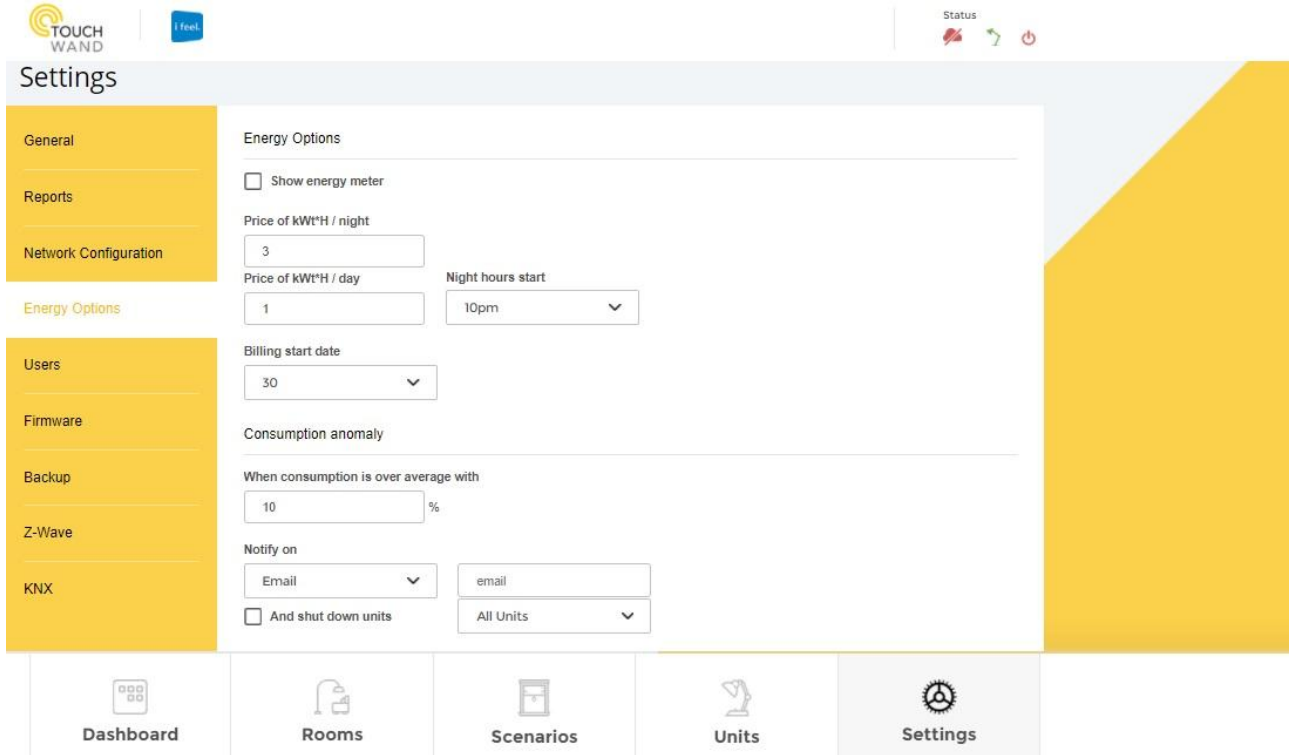 TOUCH
WAND
i feel.
Status
Settings
General
Reports
Network Configuration
Energy Options
Users
Firmware
Backup
Z-Wave
KNX
Energy Options
Show energy meter
Price of kWt*H / night
3
Price of kWt*H / day
Night hours start
1
10pm
Billing start date
30
Consumption anomaly
When consumption is over average with
10 %
Notify on
Email
email
And shut down units
All Units
Dashboard
Rooms
Scenarios
Units
Settings